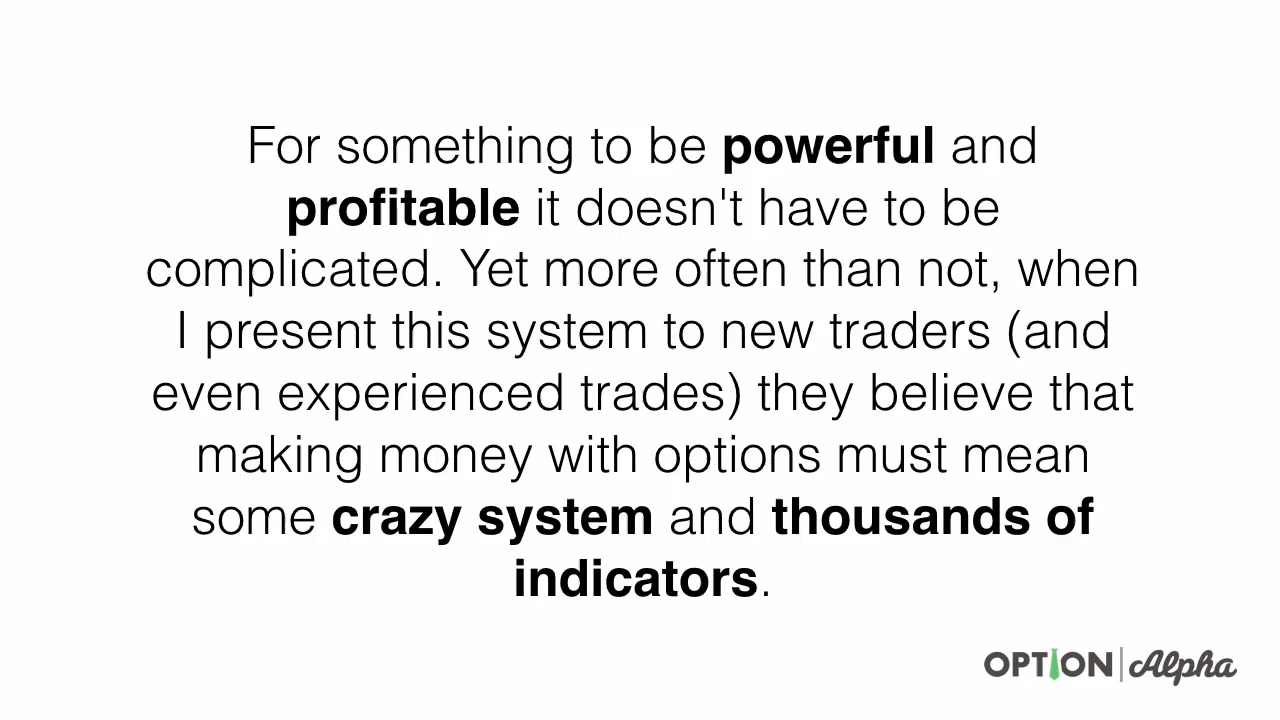 For something to be powerful and
profitable it doesn't have to be
complicated. Yet more often than not, when
I present this system to new traders (and
even experienced trades) they believe that
making money with options must mean
some crazy system and thousands of
indicators.
OPTION | Alpha